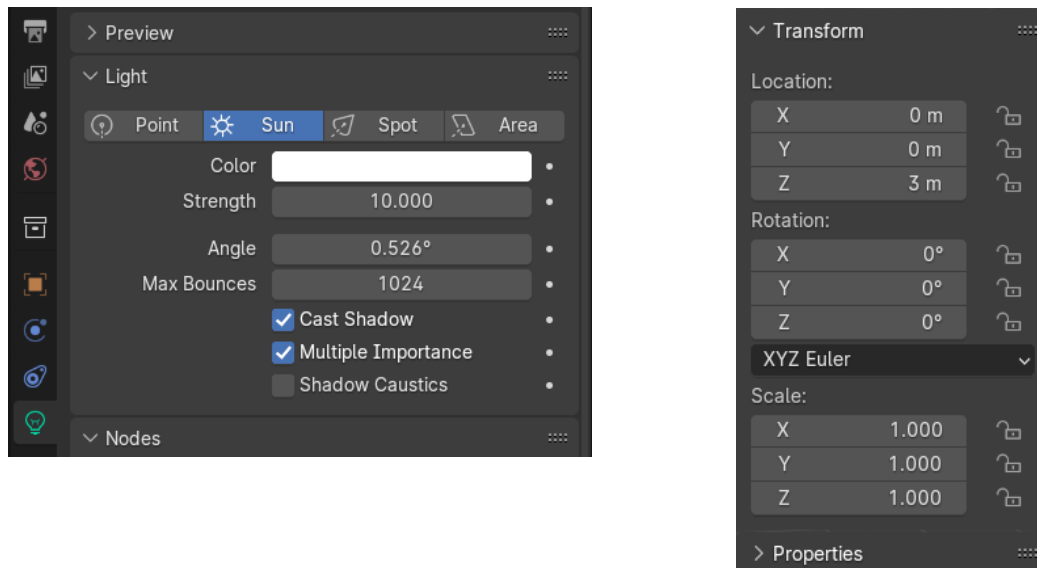 Preview
Light
Point Sun Spot Area
Color
Strength 10.000
Angle 0.526°
Max Bounces 1024
Cast Shadow
Multiple Importance
Shadow Caustics
Nodes
Transform
Location:
X 0 m
Y 0 m
Z 3 m
Rotation:
X 0°
Y 0°
Z 0°
XYZ Euler
Scale:
X 1.000
Y 1.000
Z 1.000
Properties